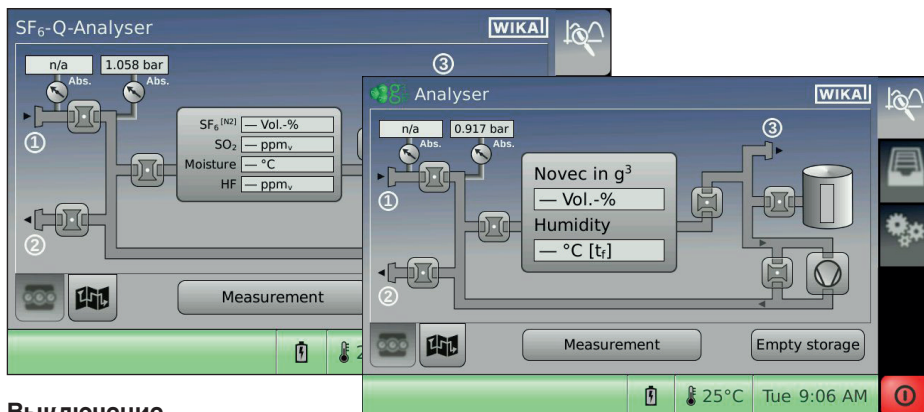 SF₆-Q-Analyser
WIKA
n/a 1.058 bar
Abs. Abs.
③
①
SF₆ [N2] — Vol.-%
SO₂ — ppmᵥ
Moisture — °C
HF — ppmᵥ
②
Measurement
g³ Analyser
WIKA
n/a 0.917 bar
Abs. Abs.
③
①
Novec in g³
— Vol.-%
Humidity
— °C [tf]
②
Measurement Empty storage
25°C Tue 9:06 AM